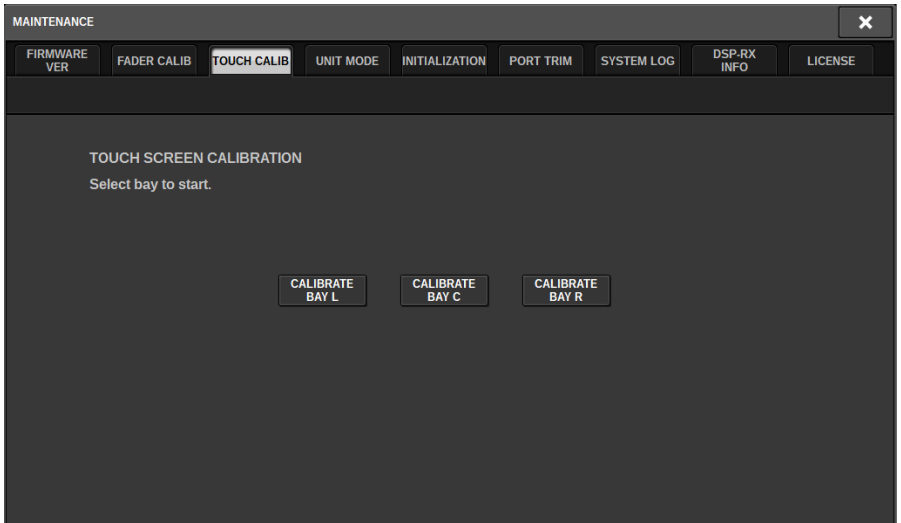 MAINTENANCE
FIRMWARE
VER
FADER CALIB
TOUCH CALIB
UNIT MODE
INITIALIZATION
PORT TRIM
SYSTEM LOG
DSP-RX
INFO
LICENSE
TOUCH SCREEN CALIBRATION
Select bay to start.
CALIBRATE
BAY L
CALIBRATE
BAY C
CALIBRATE
BAY R